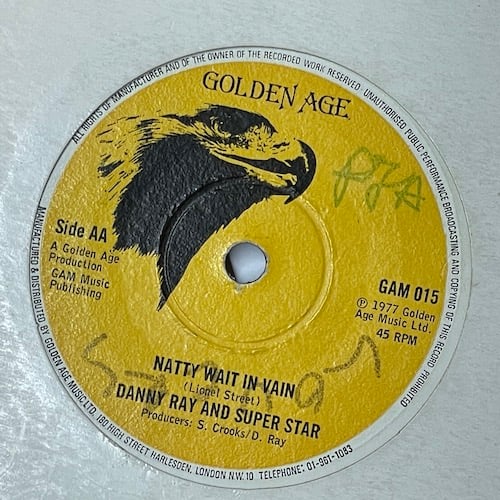 ALL RIGHTS OF MANUFACTURER AND OF THE OWNER OF THE RECORDED WORK RESERVED. UNAUTHORISED PUBLIC PERFORMANCE BROADCASTING AND COPYING OF THIS RECORD PROHIBITED
GOLDEN AGE
Side AA
A Golden Age
Production
GAM Music
Publishing
GAM 015
℗ 1977 Golden
Age Music Ltd.
45 RPM
NATTY WAIT IN VAIN
(Lionel Street)
DANNY RAY AND SUPER STAR
Producers: S. Crooks/D. Ray
MANUFACTURED & DISTRIBUTED BY GOLDEN AGE MUSIC LTD. 180 HIGH STREET HARLESDEN, LONDON N.W. 10 TELEPHONE: 01-961-1083